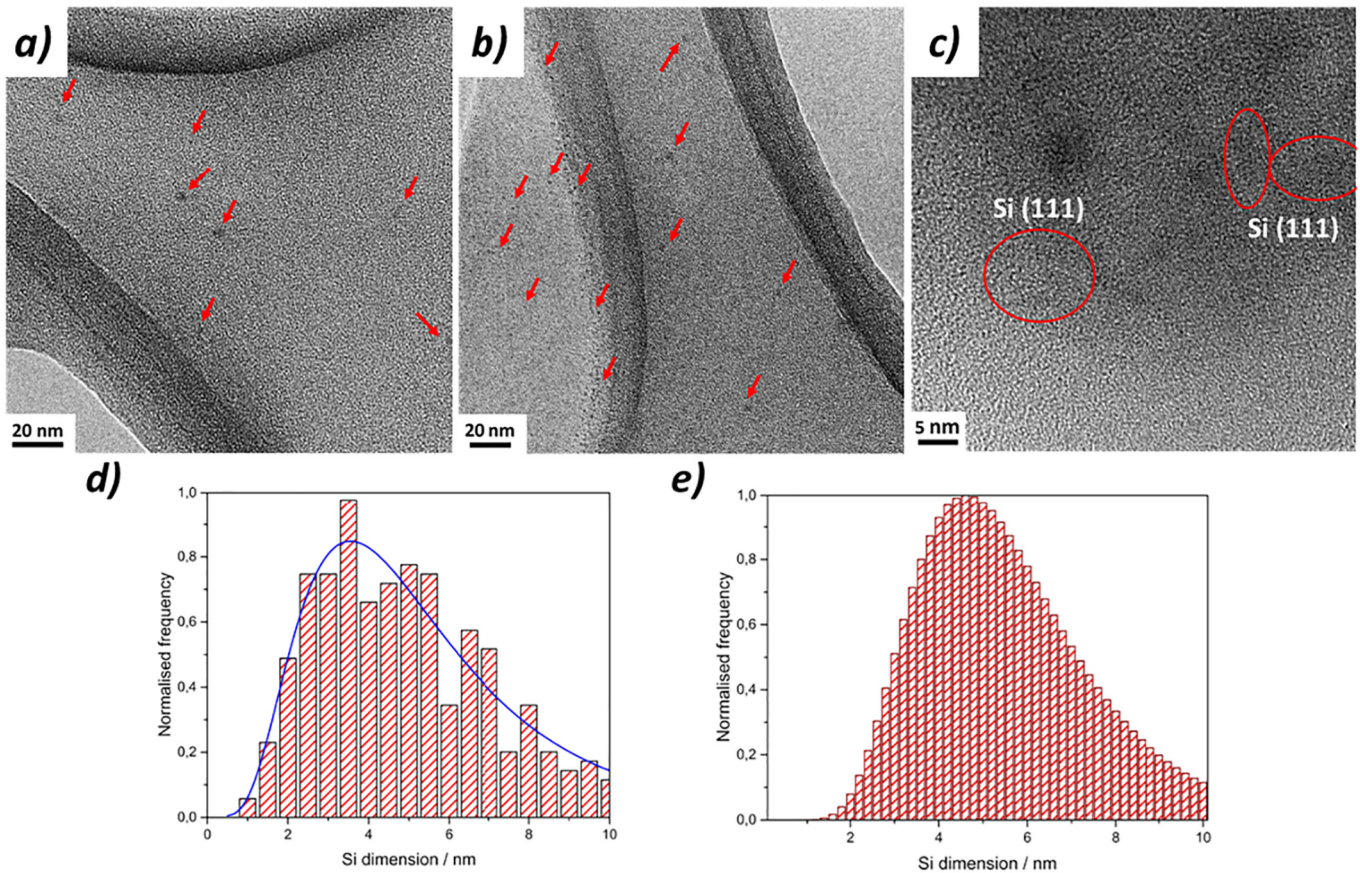 a)
b)
c)
Si (111)
Si (111)
20 nm
20 nm
5 nm
d)
e)
1,0
0,8
0,6
0,4
0,2
0,0
Normalised frequency
0 2 4 6 8 10
Si dimension / nm
1,0
0,8
0,6
0,4
0,2
0,0
Normalised frequency
2 4 6 8 10
Si dimension / nm